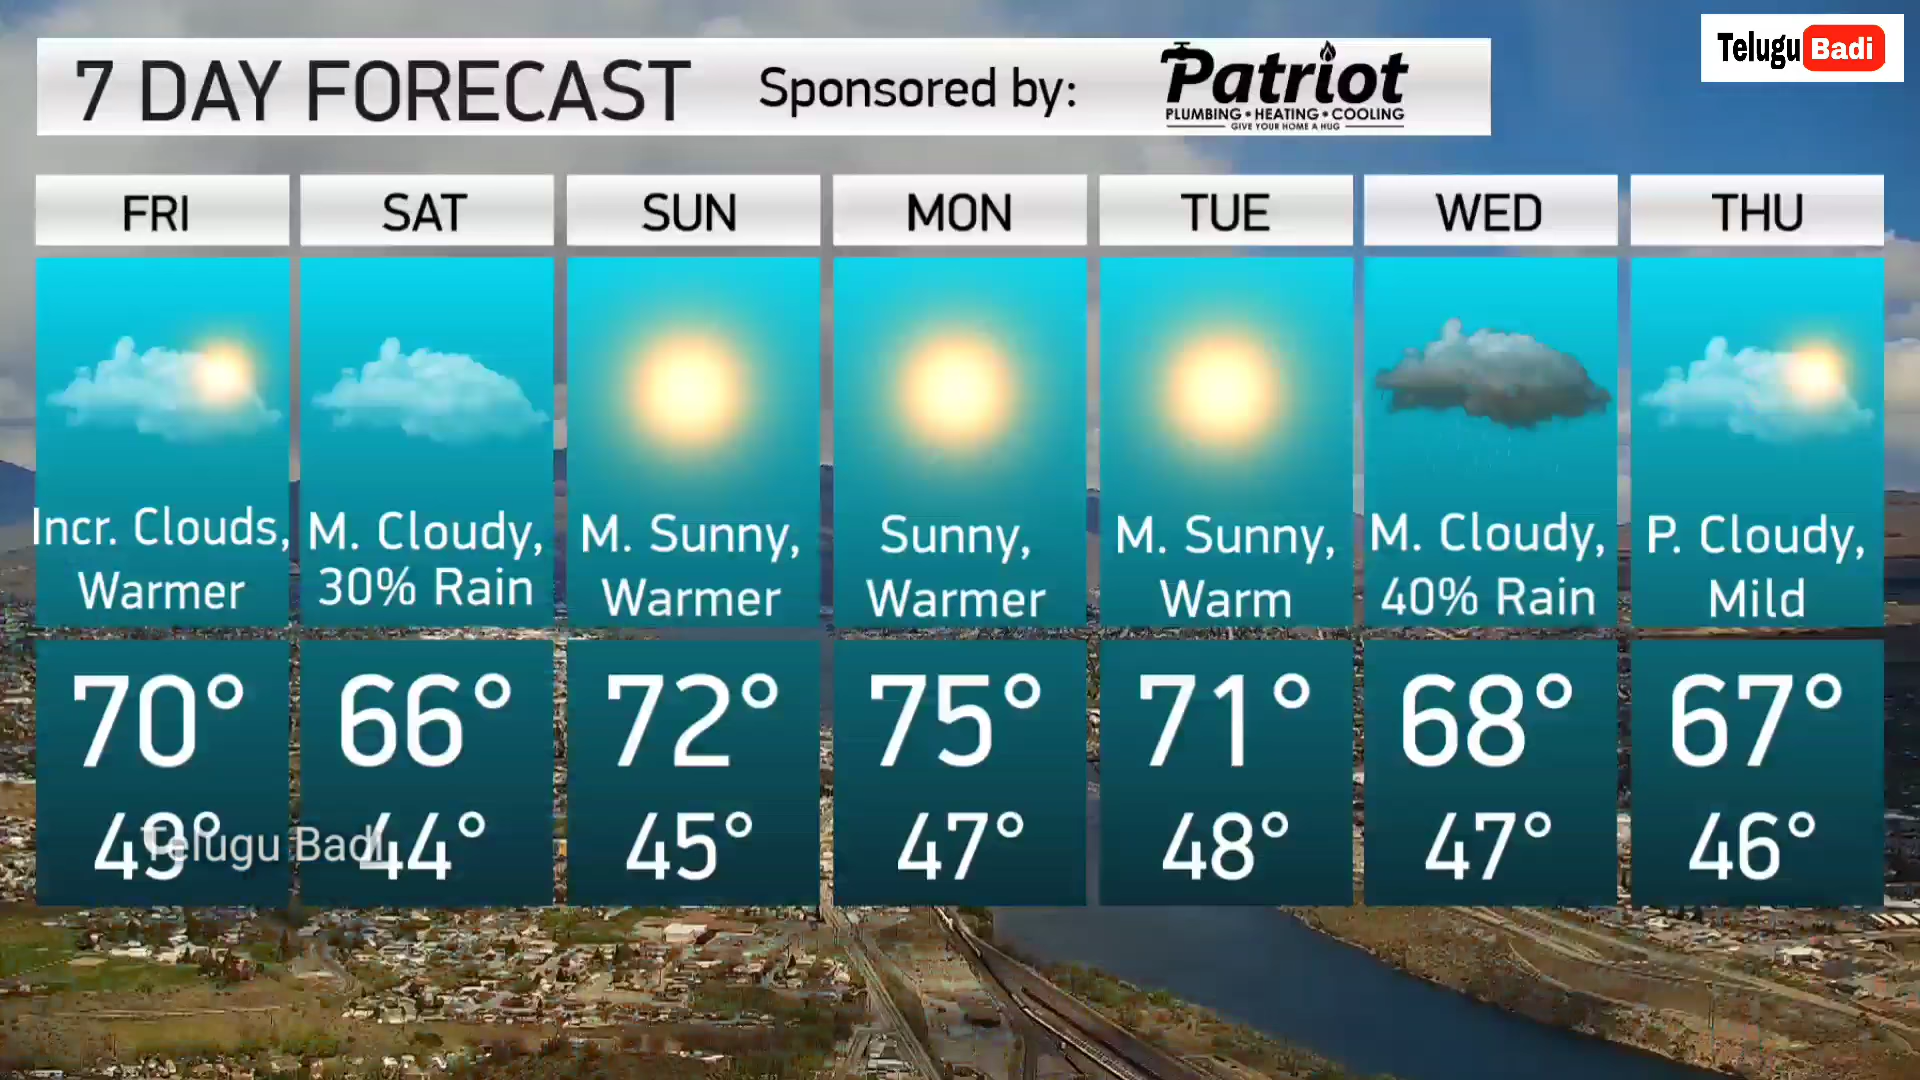 Telugu Badi
7 DAY FORECAST
Sponsored by:
Patriot
PLUMBING • HEATING • COOLING
GIVE YOUR HOME A HUG
FRI
SAT
SUN
MON
TUE
WED
THU
Incr. Clouds,
Warmer
M. Cloudy,
30% Rain
M. Sunny,
Warmer
Sunny,
Warmer
M. Sunny,
Warm
M. Cloudy,
40% Rain
P. Cloudy,
Mild
70°
66°
72°
75°
71°
68°
67°
49°
44°
45°
47°
48°
47°
46°
Telugu Badi